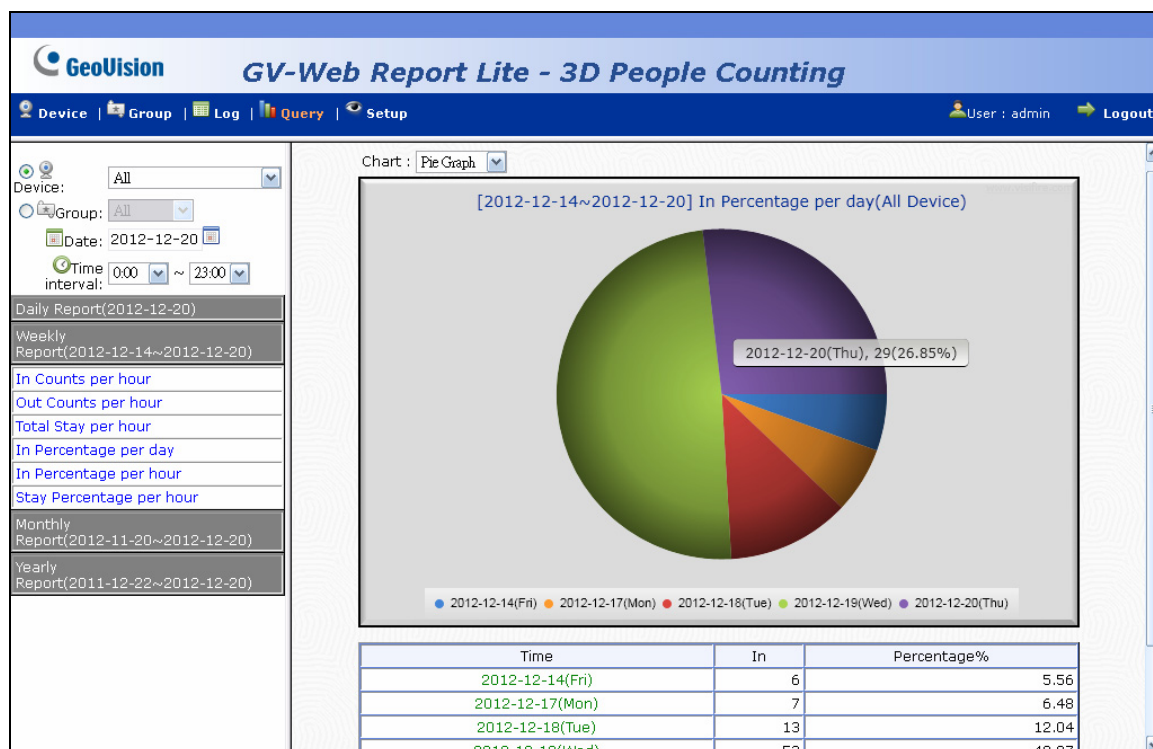 GeoVision
GV-Web Report Lite - 3D People Counting
Device | Group | Log | Query | Setup
User : admin
Logout
Device:
All
Group:
All
Date: 2012-12-20
Time interval:
0:00 ~ 23:00
Daily Report(2012-12-20)
Weekly
Report(2012-12-14~2012-12-20)
In Counts per hour
Out Counts per hour
Total Stay per hour
In Percentage per day
In Percentage per hour
Stay Percentage per hour
Monthly
Report(2012-11-20~2012-12-20)
Yearly
Report(2011-12-22~2012-12-20)
Chart : Pie Graph
[2012-12-14~2012-12-20] In Percentage per day(All Device)
2012-12-20(Thu), 29(26.85%)
2012-12-14(Fri) 2012-12-17(Mon) 2012-12-18(Tue) 2012-12-19(Wed) 2012-12-20(Thu)
Time In Percentage%
2012-12-14(Fri) 6 5.56
2012-12-17(Mon) 7 6.48
2012-12-18(Tue) 13 12.04
2012-12-19(Wed) 53 49.07